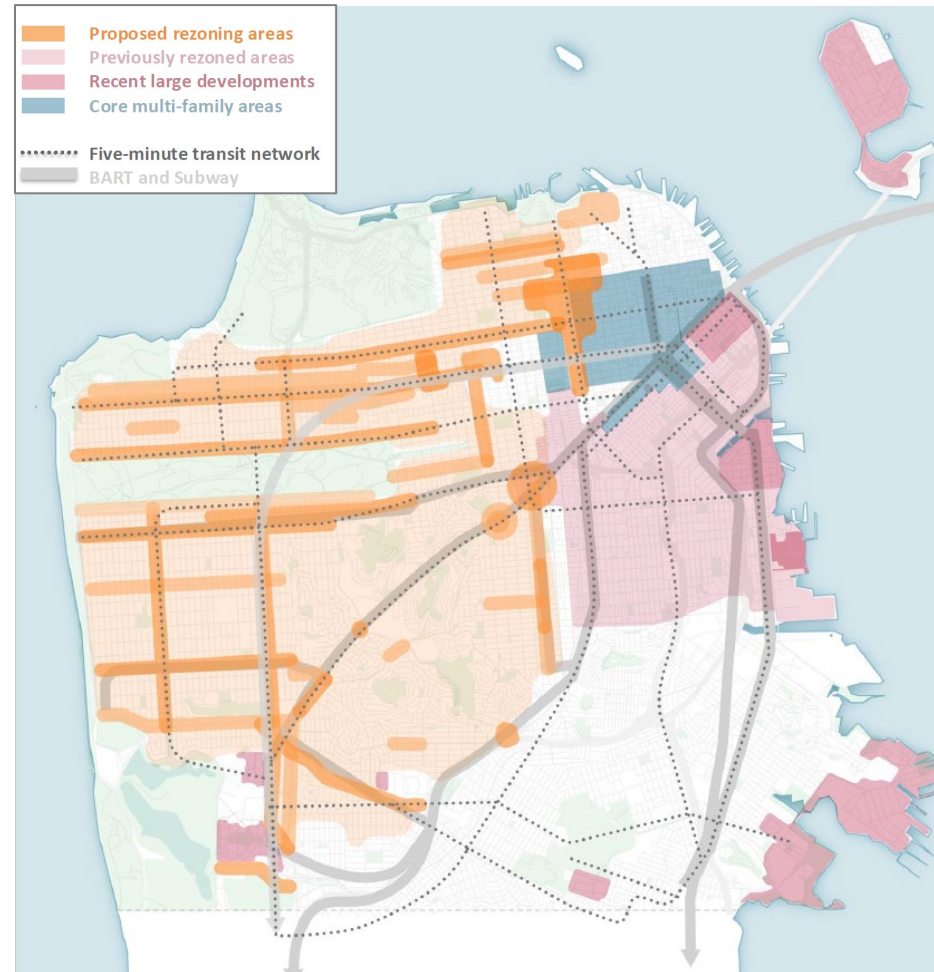 Proposed rezoning areas
Previously rezoned areas
Recent large developments
Core multi-family areas
Five-minute transit network
BART and Subway